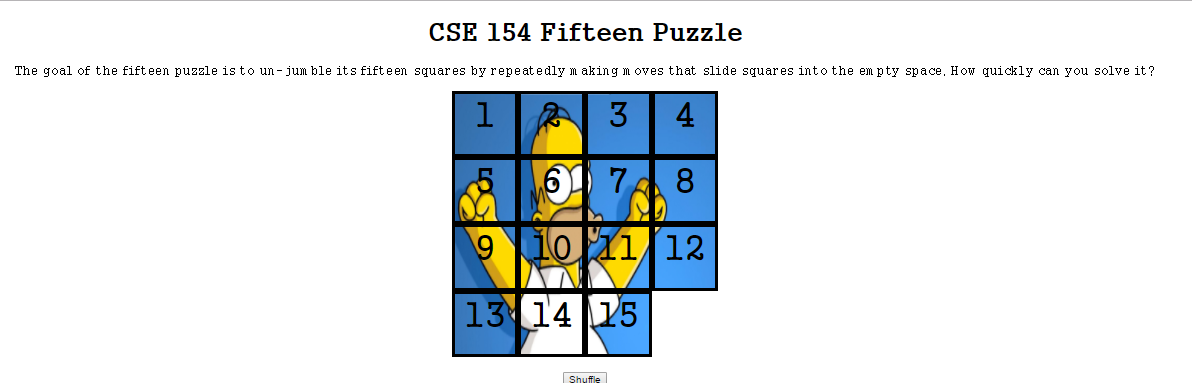 CSE 154 Fifteen Puzzle
The goal of the fifteen puzzle is to un-jumble its fifteen squares by repeatedly making moves that slide squares into the empty space. How quickly can you solve it?
1 2 3 4
5 6 7 8
9 10 11 12
13 14 15
Shuffle